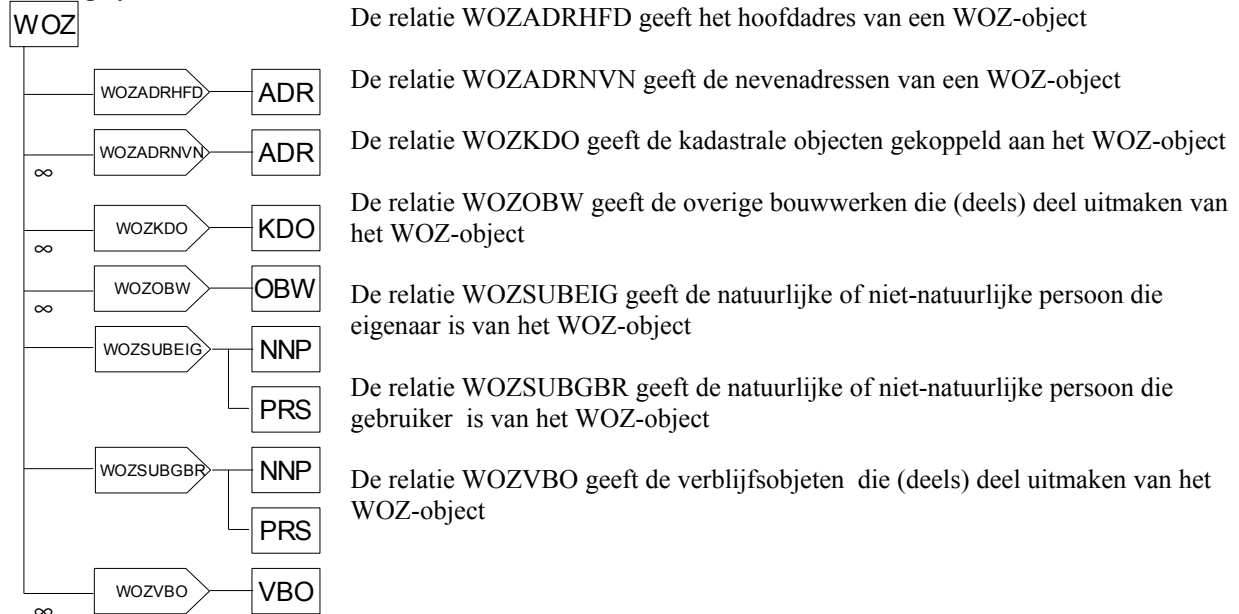 WOZ
De relatie WOZADRHFD geeft het hoofdadres van een WOZ-object
WOZADRHFD
ADR
De relatie WOZADRNVN geeft de nevenadressen van een WOZ-object
WOZADRNVN
ADR
∞
De relatie WOZKDO geeft de kadastrale objecten gekoppeld aan het WOZ-object
WOZKDO
KDO
∞
De relatie WOZOBW geeft de overige bouwwerken die (deels) deel uitmaken van
het WOZ-object
WOZOBW
OBW
∞
De relatie WOZSUBEIG geeft de natuurlijke of niet-natuurlijke persoon die
eigenaar is van het WOZ-object
WOZSUBEIG
NNP
PRS
De relatie WOZSUBGBR geeft de natuurlijke of niet-natuurlijke persoon die
gebruiker  is van het WOZ-object
WOZSUBGBR
NNP
PRS
De relatie WOZVBO geeft de verblijfsobjeten  die (deels) deel uitmaken van het
WOZ-object
WOZVBO
VBO
∞